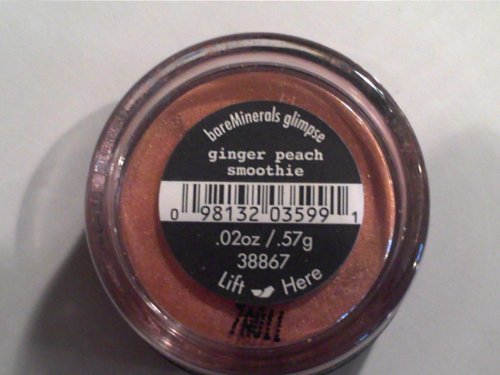 bareMinerals glimpse
ginger peach
smoothie
0 98132 03599 1
.02oz / .57g
38867
Lift Here